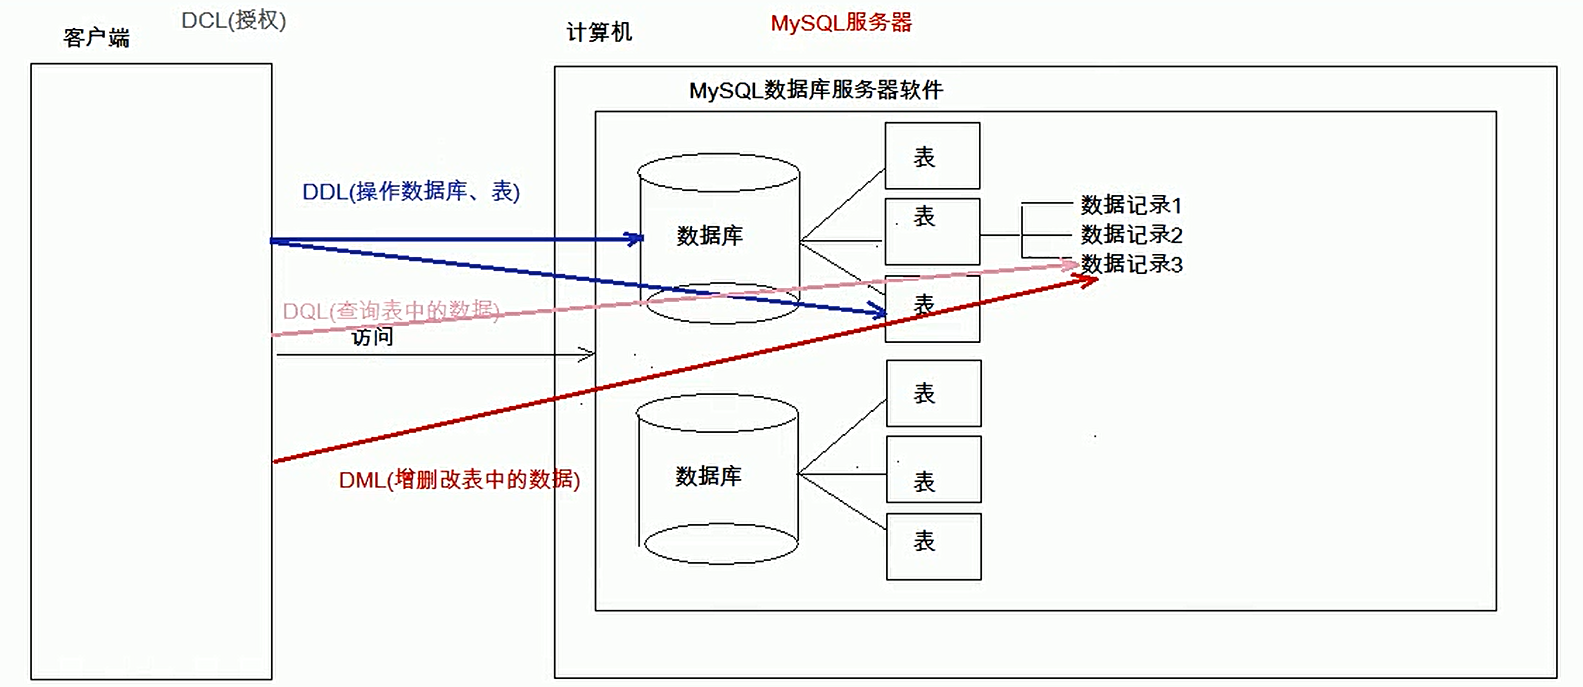 DCL(授权)
客户端
计算机
MySQL服务器
MySQL数据库服务器软件
表
DDL(操作数据库、表)
数据库
表
数据记录1
数据记录2
数据记录3
DQL(查询表中的数据)
表
访问
表
DML(增删改表中的数据)
数据库
表
表